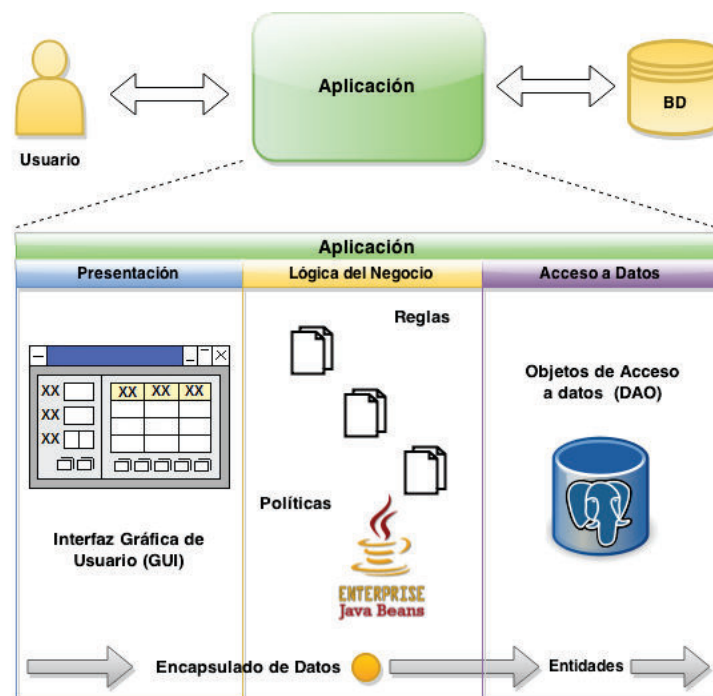 Aplicación
BD
Usuario
Aplicación
Presentación
Lógica del Negocio
Acceso a Datos
Reglas
Objetos de Acceso
a datos (DAO)
XX
XX
XX
XX XX XX
Políticas
Interfaz Gráfica de
Usuario (GUI)
ENTERPRISE
Java Beans
Encapsulado de Datos
Entidades